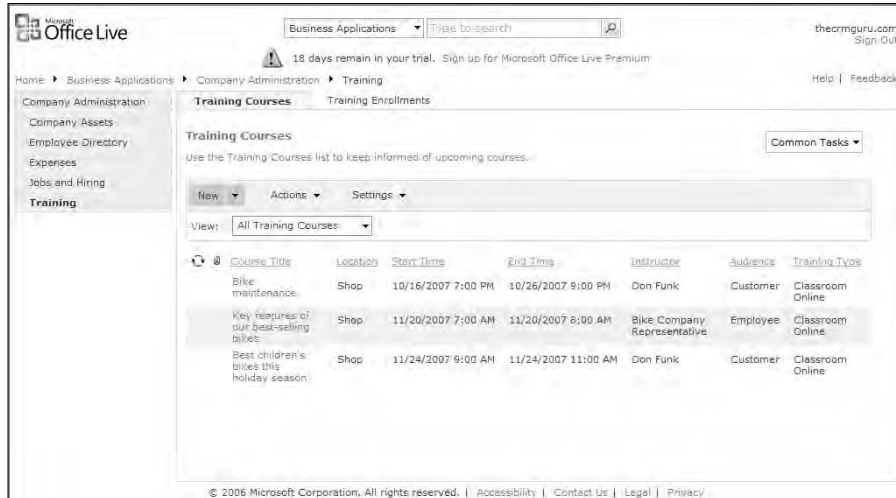 Microsoft
Office Live
Business Applications
Type to search
thecrmguru.com
Sign Out
18 days remain in your trial. Sign up for Microsoft Office Live Premium
Home Business Applications Company Administration Training
Help | Feedback
Company Administration
Company Assets
Employee Directory
Expenses
Jobs and Hiring
Training
Training Courses Training Enrollments
Training Courses
Use the Training Courses list to keep informed of upcoming courses.
Common Tasks
New Actions Settings
View: All Training Courses
Course Title Location Start Time End Time Instructor Audience Training Type
Bike maintenance Shop 10/16/2007 7:00 PM 10/26/2007 9:00 PM Don Funk Customer Classroom Online
Key features of our best-selling bikes Shop 11/20/2007 7:00 AM 11/20/2007 8:00 AM Bike Company Representative Employee Classroom Online
Best children's bikes this holiday season Shop 11/24/2007 9:00 AM 11/24/2007 11:00 AM Don Funk Customer Classroom Online
© 2006 Microsoft Corporation. All rights reserved. | Accessibility | Contact Us | Legal | Privacy